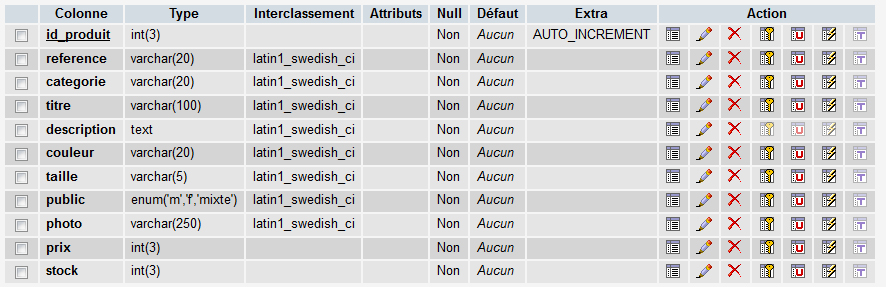 Colonne Type Interclassement Attributs Null Défaut Extra Action
id_produit int(3) Non Aucun AUTO_INCREMENT
reference varchar(20) latin1_swedish_ci Non Aucun
categorie varchar(20) latin1_swedish_ci Non Aucun
titre varchar(100) latin1_swedish_ci Non Aucun
description text latin1_swedish_ci Non Aucun
couleur varchar(20) latin1_swedish_ci Non Aucun
taille varchar(5) latin1_swedish_ci Non Aucun
public enum('m','f','mixte') latin1_swedish_ci Non Aucun
photo varchar(250) latin1_swedish_ci Non Aucun
prix int(3) Non Aucun
stock int(3) Non Aucun